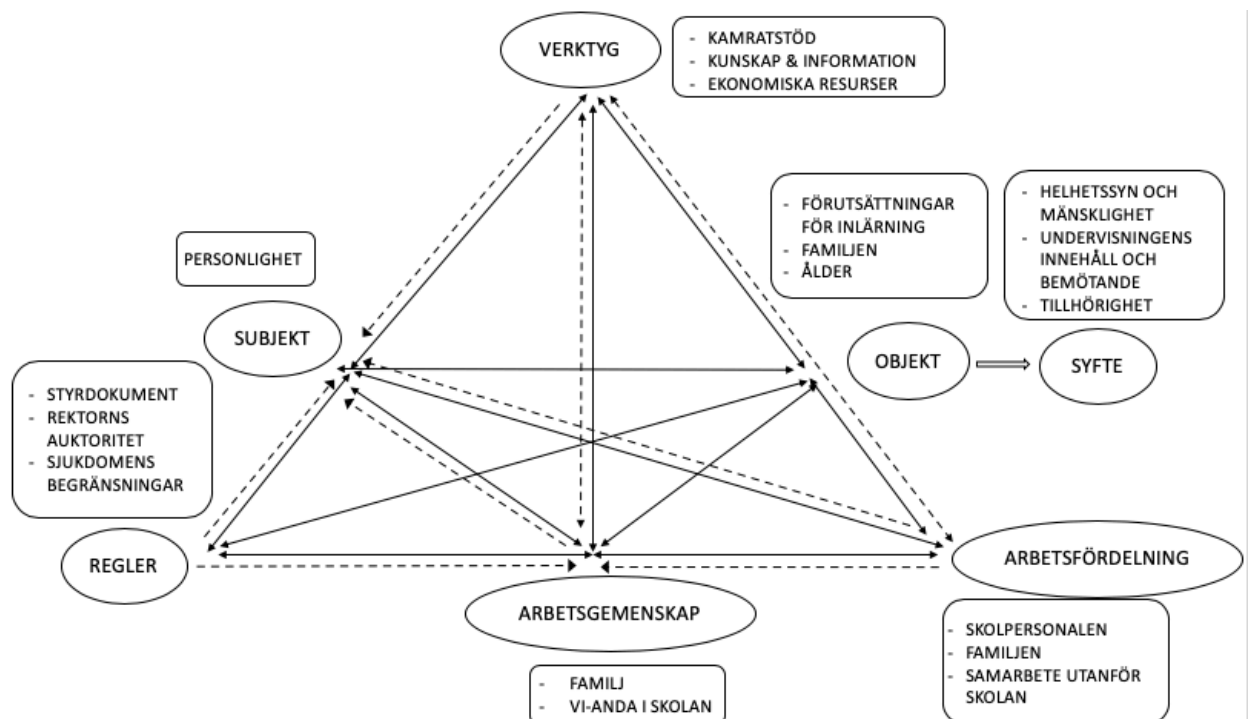 VERKTYG
- KAMRATSTÖD
- KUNSKAP & INFORMATION
- EKONOMISKA RESURSER
- FÖRUTSÄTTNINGAR
FÖR INLÄRNING
- FAMILJEN
- ÅLDER
- HELHETSSYN OCH
MÄNSKLIGHET
- UNDERVISNINGENS
INNEHÅLL OCH
BEMÖTANDE
- TILLHÖRIGHET
PERSONLIGHET
SUBJEKT
OBJEKT
SYFTE
- STYRDOKUMENT
- REKTORNS
AUKTORITET
- SJUKDOMENS
BEGRÄNSNINGAR
REGLER
ARBETSGEMENSKAP
ARBETSFÖRDELNING
- FAMILJ
- VI-ANDA I SKOLAN
- SKOLPERSONALEN
- FAMILJEN
- SAMARBETE UTANFÖR
SKOLAN